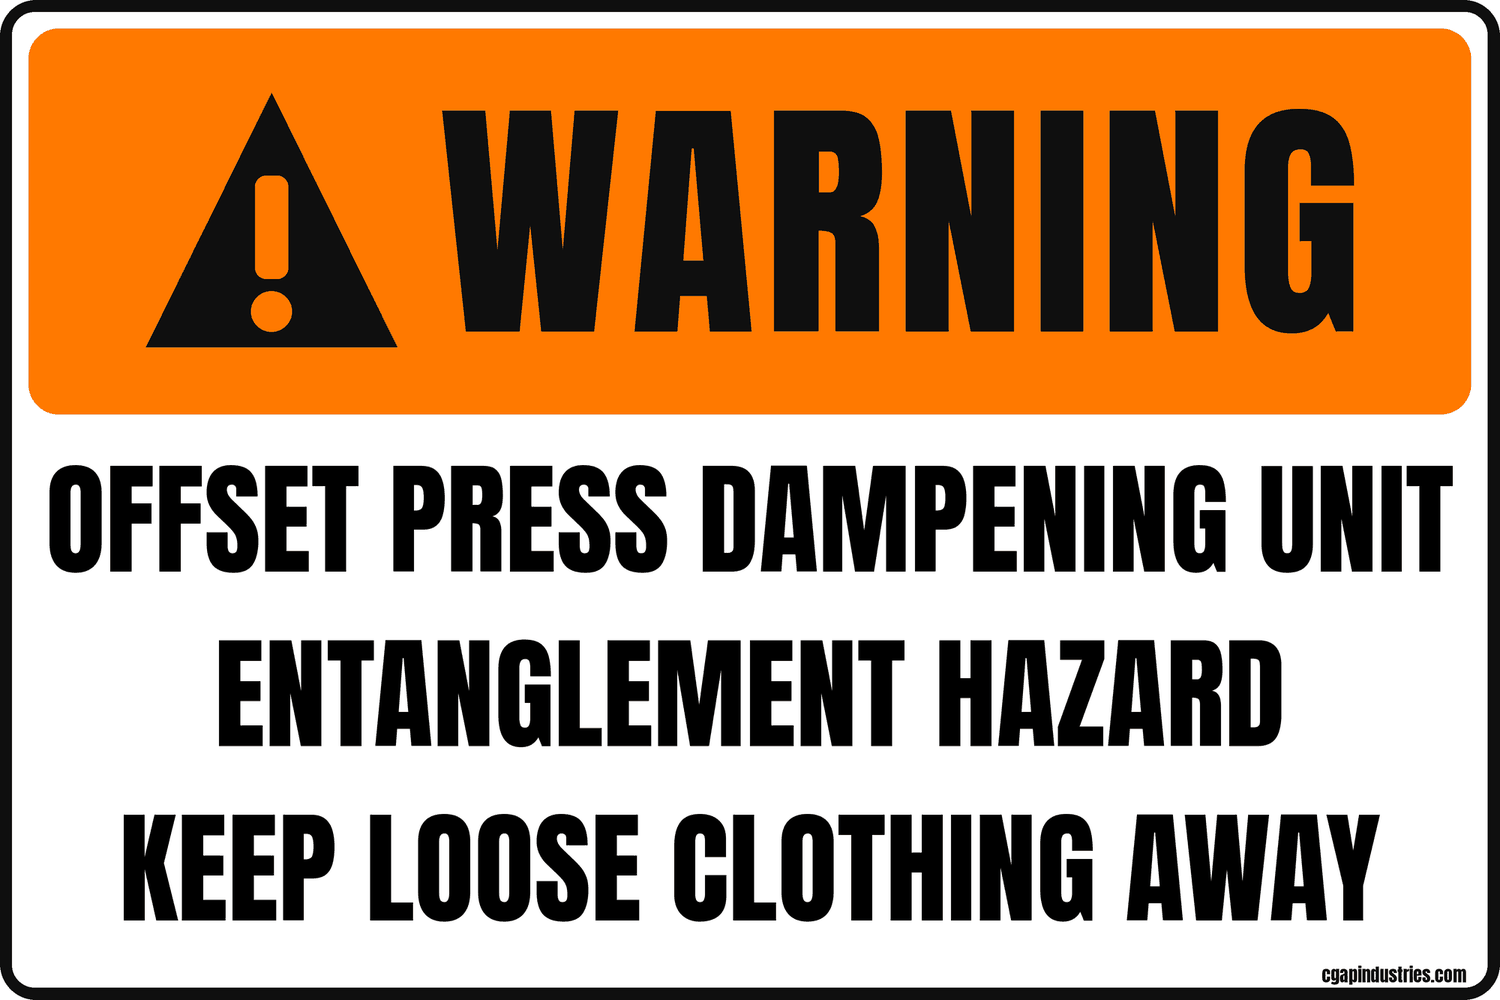 WARNING
OFFSET PRESS DAMPENING UNIT
ENTANGLEMENT HAZARD
KEEP LOOSE CLOTHING AWAY
cgapindustries.com